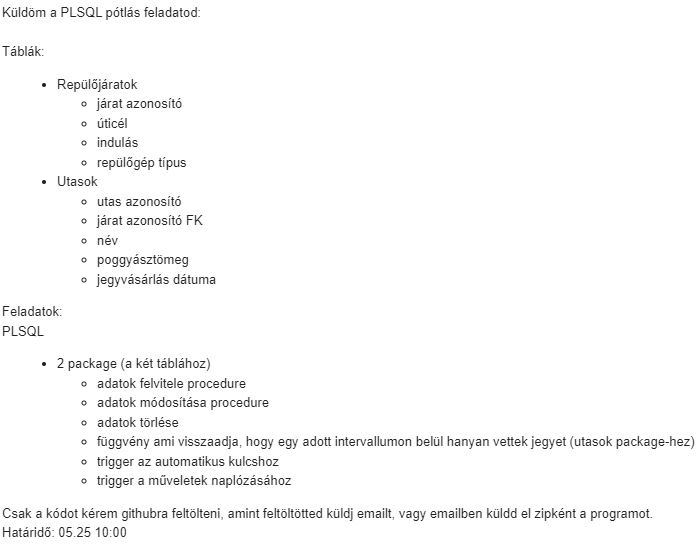 Küldöm a PLSQL pótlás feladatod:
Táblák:
Repülőjáratok
járat azonosító
úticél
indulás
repülőgép típus
Utasok
utas azonosító
járat azonosító FK
név
poggyásztömeg
jegyvásárlás dátuma
Feladatok:
PLSQL
2 package (a két táblához)
adatok felvitele procedure
adatok módosítása procedure
adatok törlése
függvény ami visszaadja, hogy egy adott intervallumon belül hanyan vettek jegyet (utasok package-hez)
trigger az automatikus kulcshoz
trigger a műveletek naplózásához
Csak a kódot kérem githubra feltölteni, amint feltöltötted küldj emailt, vagy emailben küldd el zipként a programot.
Határidő: 05.25 10:00